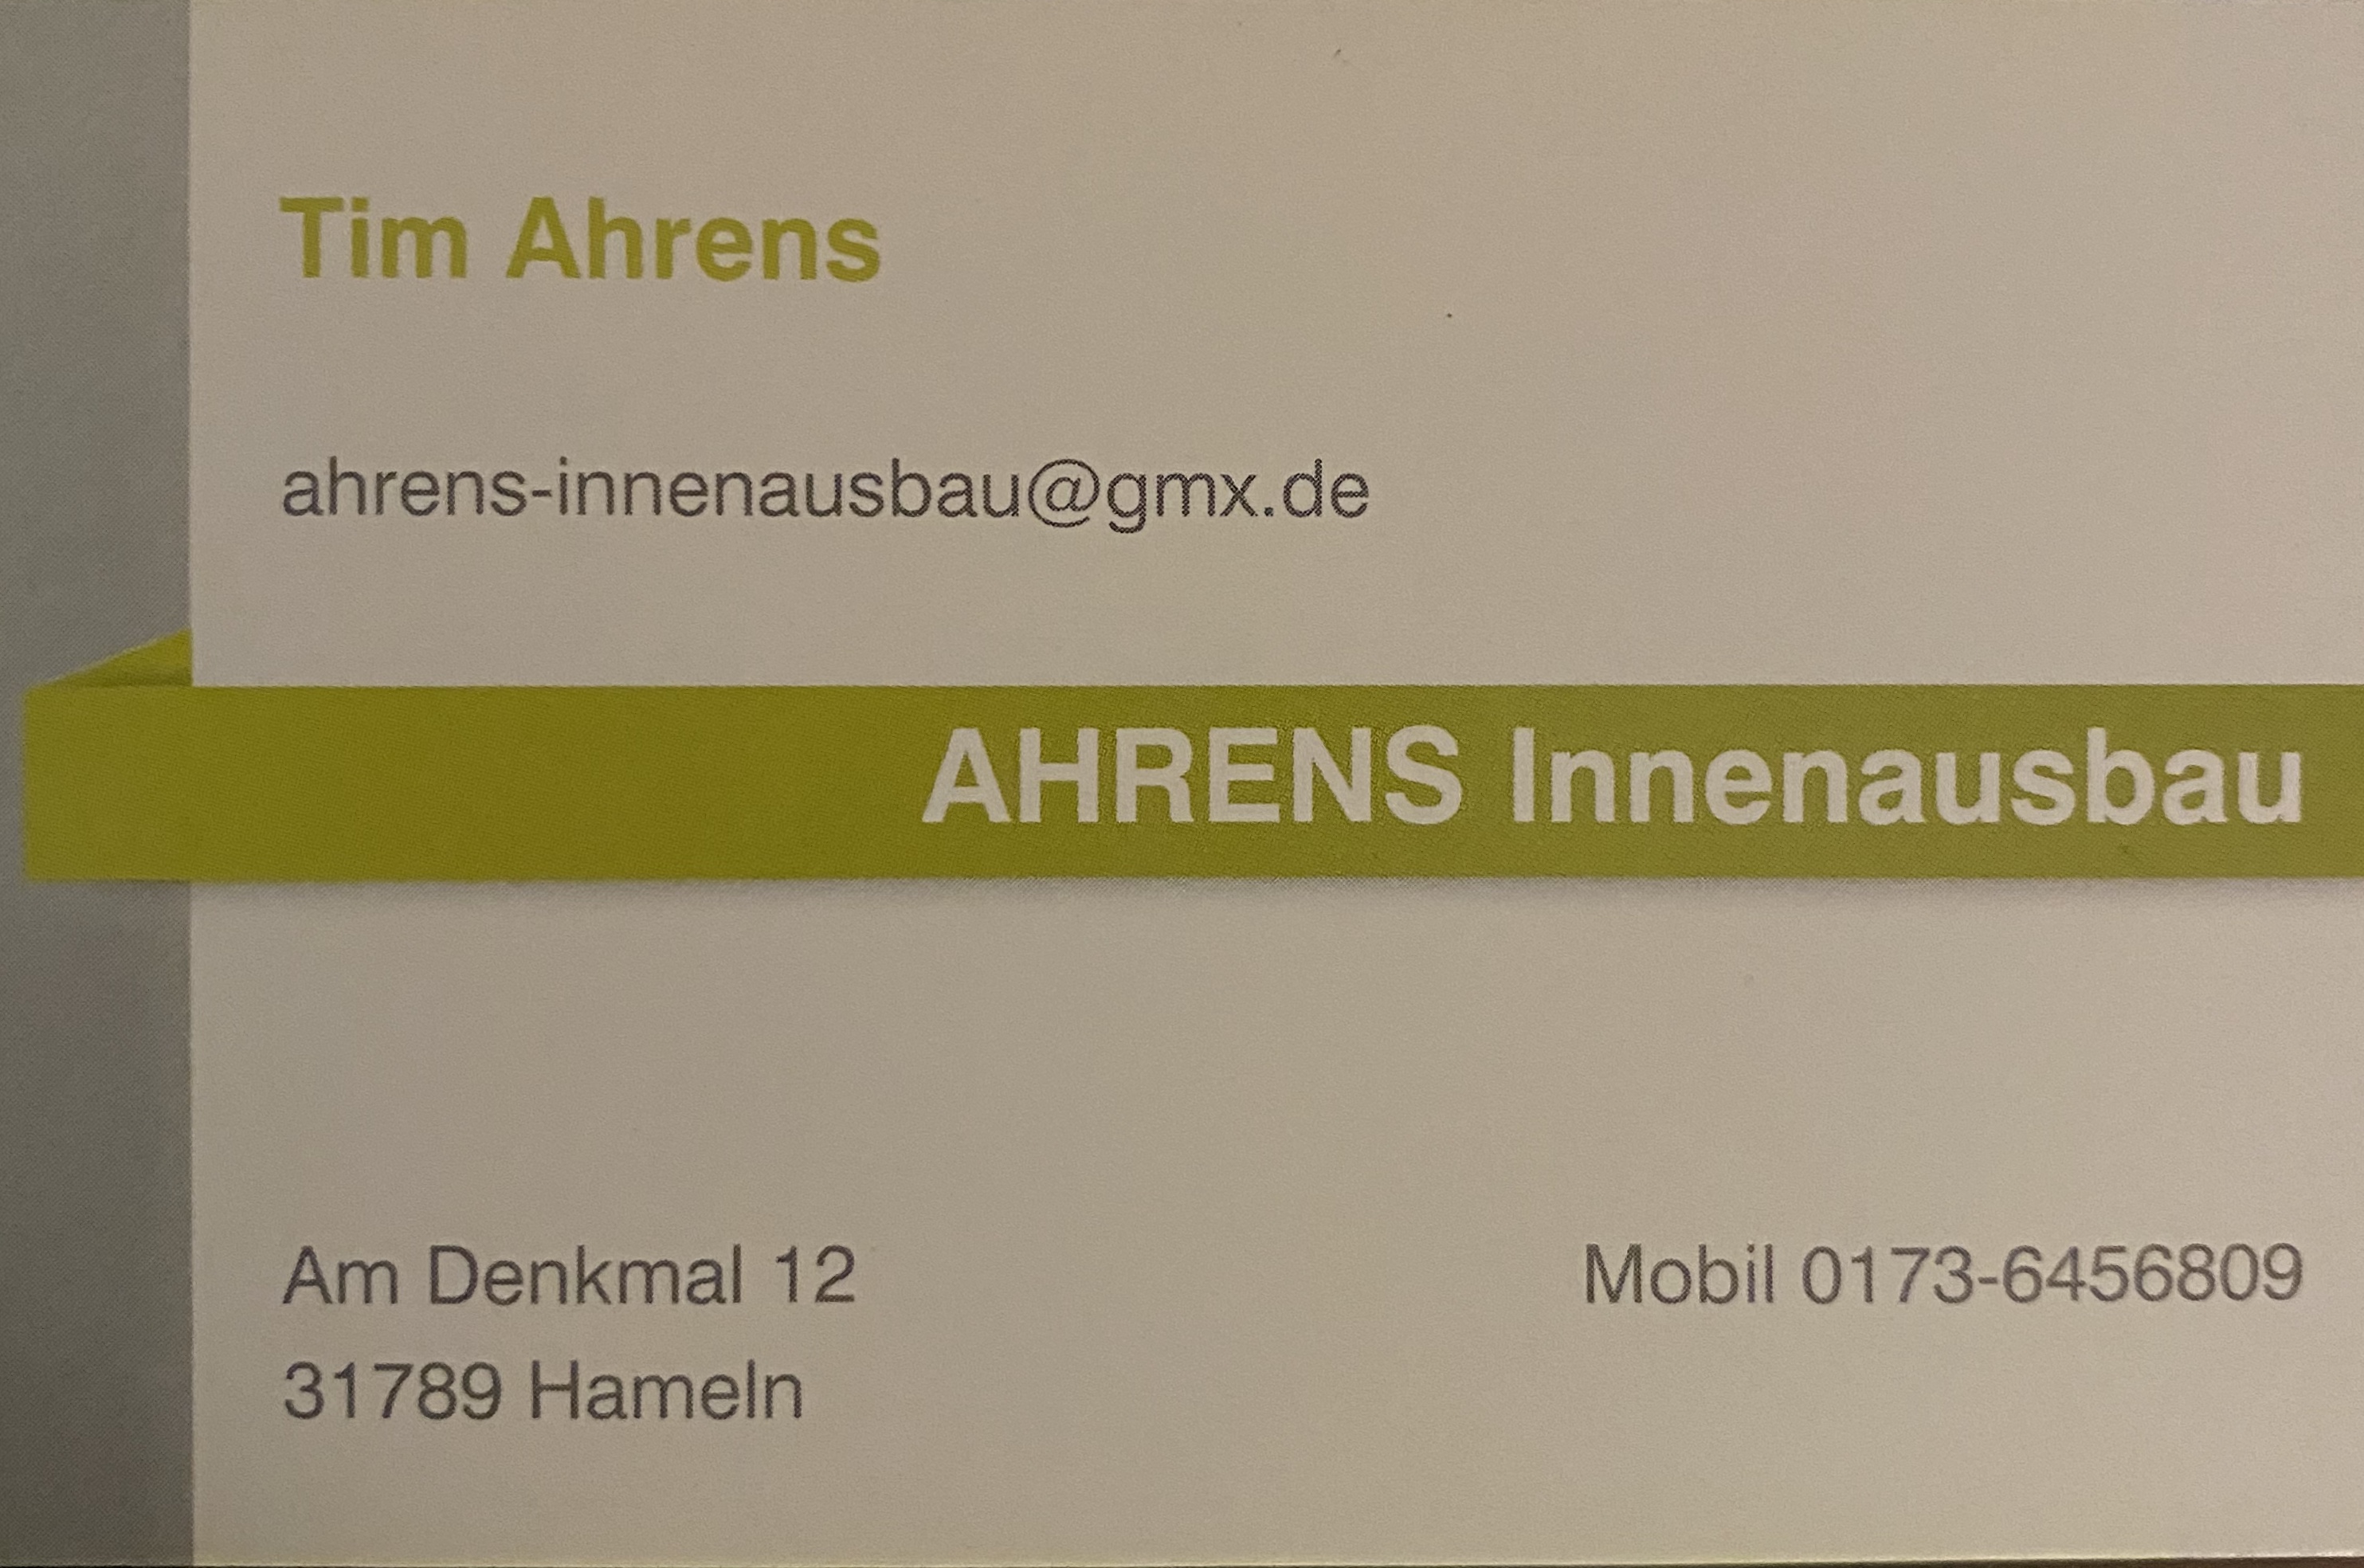 Tim Ahrens
ahrens-innenausbau@gmx.de
AHRENS Innenausbau
Am Denkmal 12
31789 Hameln
Mobil 0173-6456809